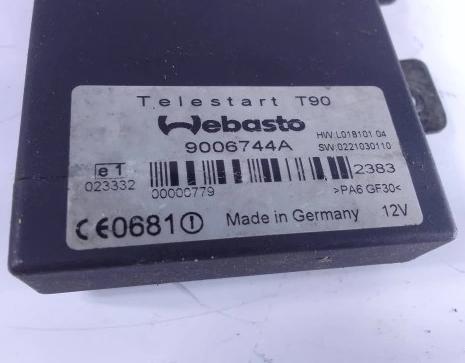 Telestart T90
Webasto
HW:L018101 04
9006744A
SW:0221030110
e1
2383
023332
00000779
>PA6 GF30<
CE0681
Made in Germany
12V